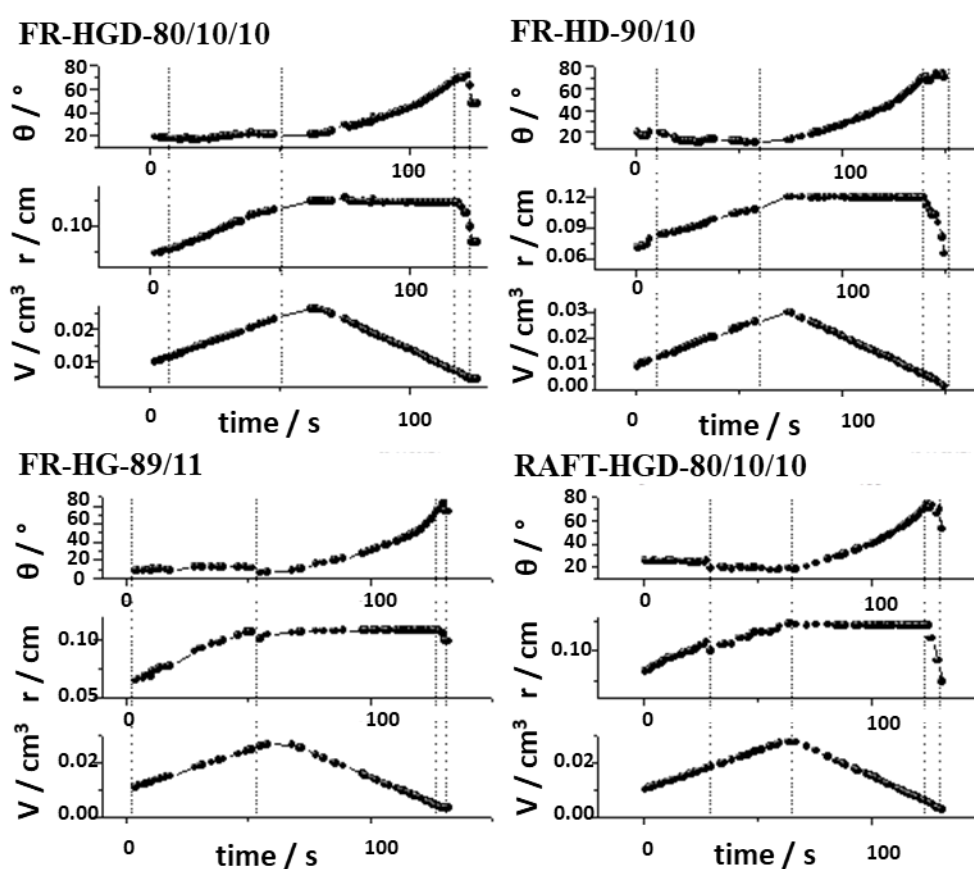 FR-HGD-80/10/10
θ / °
80
60
40
20
0
100
r / cm
0.10
0
100
V / cm³
0.02
0.01
0
100
time / s
FR-HD-90/10
θ / °
80
60
40
20
0
100
r / cm
0.12
0.09
0.06
0
100
V / cm³
0.03
0.02
0.01
0.00
0
100
time / s
FR-HG-89/11
θ / °
80
60
40
20
0
0
100
r / cm
0.10
0.05
0
100
V / cm³
0.02
0.00
0
100
time / s
RAFT-HGD-80/10/10
θ / °
80
60
40
20
0
100
r / cm
0.10
0
100
V / cm³
0.02
0.00
0
100
time / s